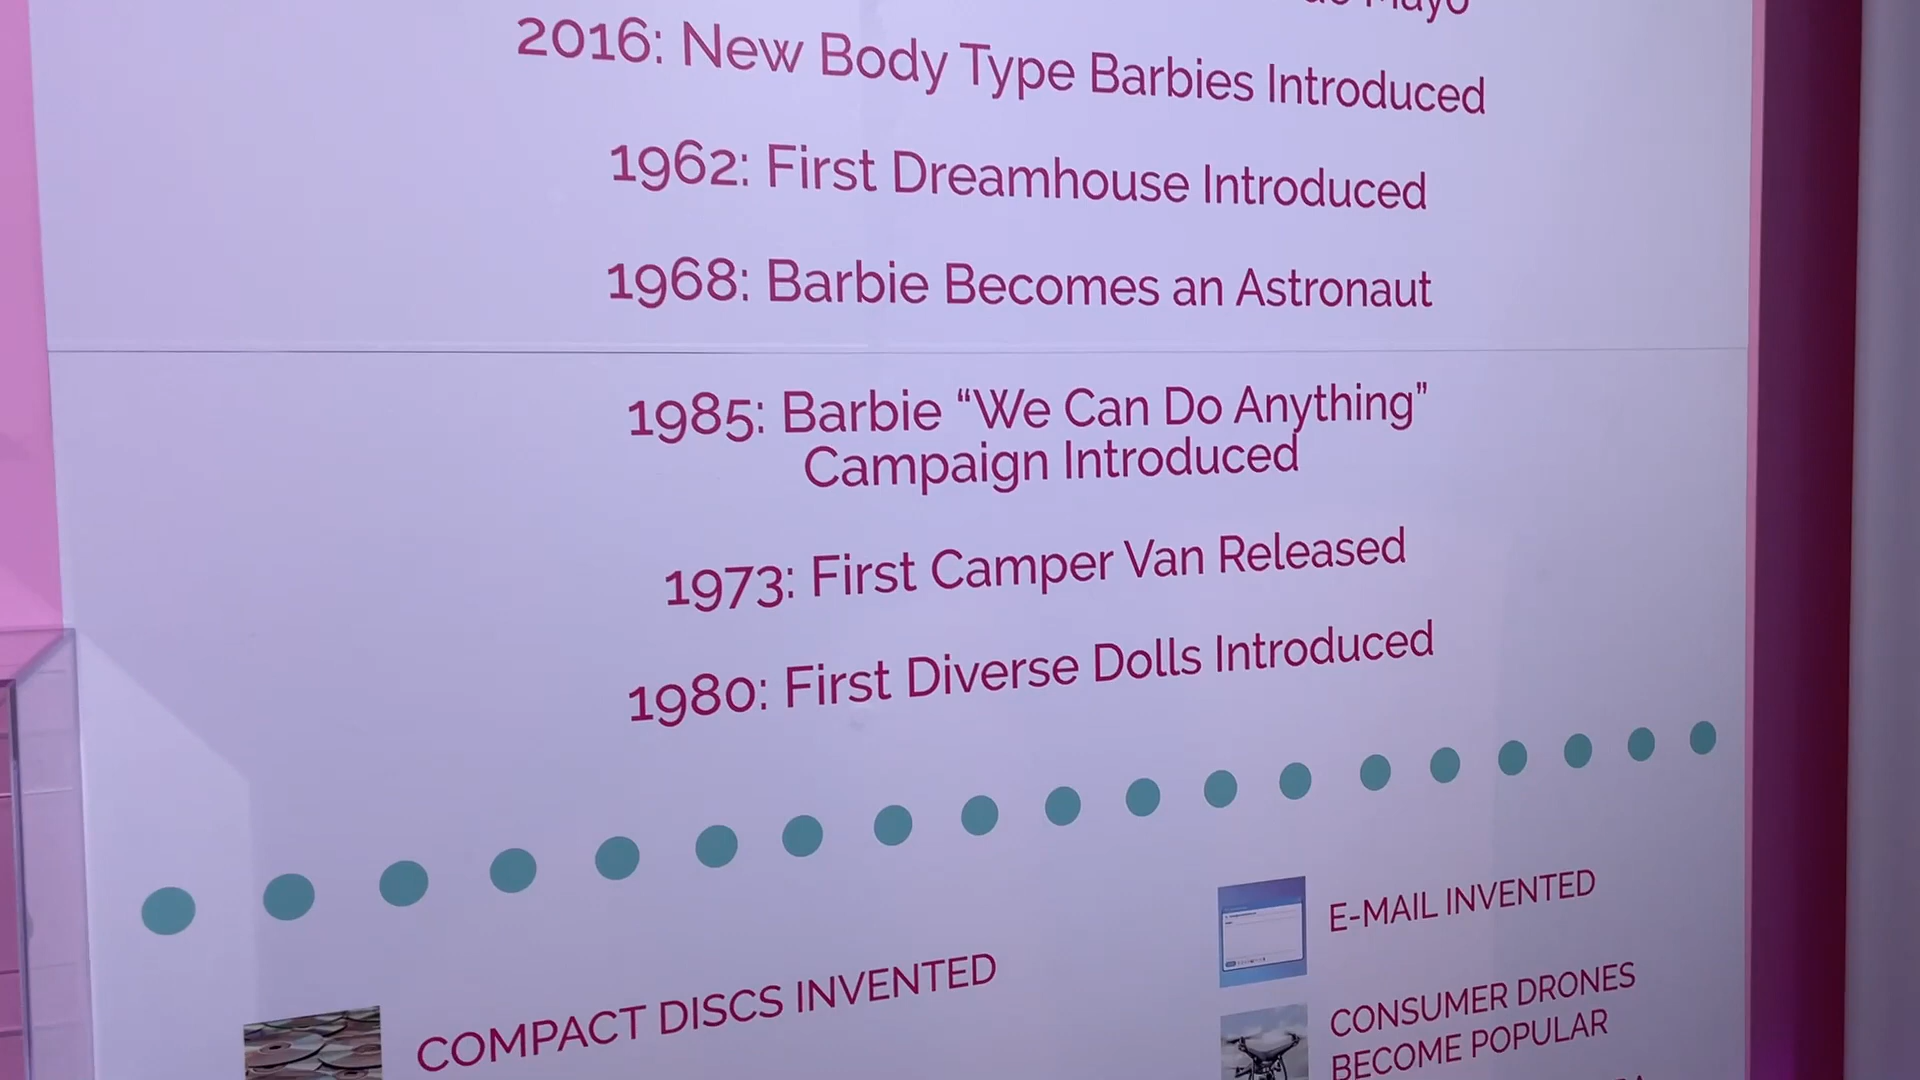 Mayo
2016: New Body Type Barbies Introduced
1962: First Dreamhouse Introduced
1968: Barbie Becomes an Astronaut
1985: Barbie “We Can Do Anything”
Campaign Introduced
1973: First Camper Van Released
1980: First Diverse Dolls Introduced
E-MAIL INVENTED
COMPACT DISCS INVENTED
CONSUMER DRONES
BECOME POPULAR